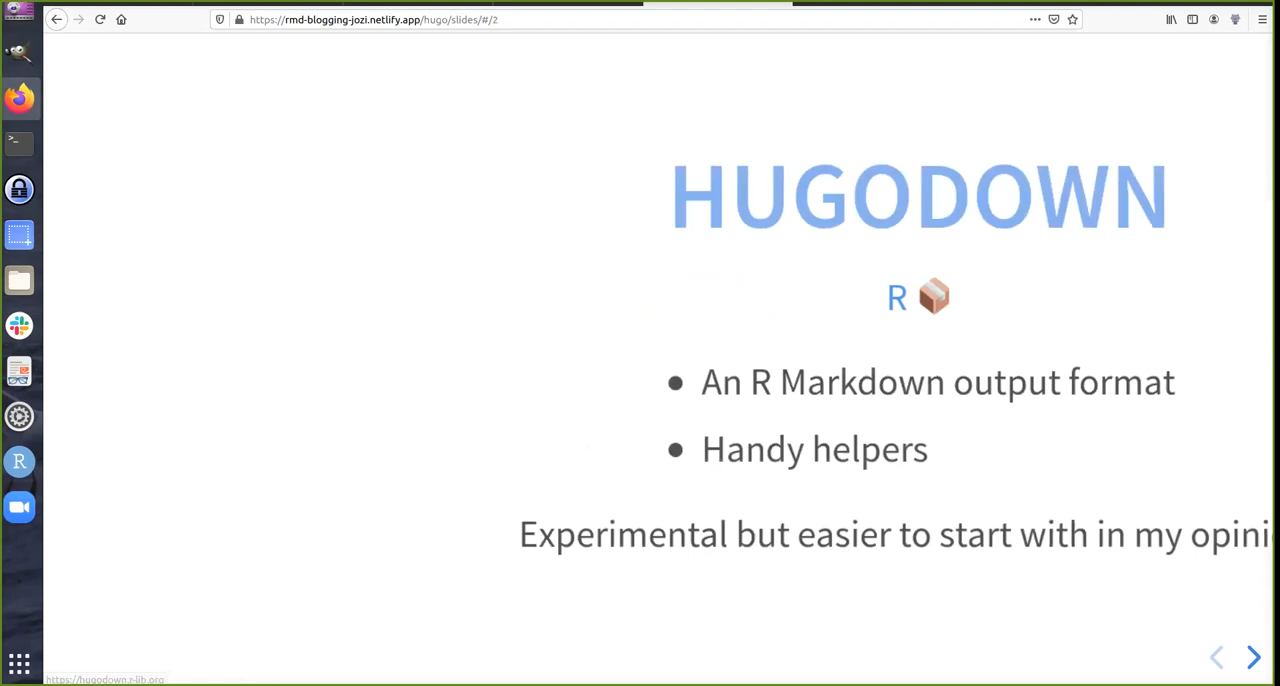 https://rmd-blogging-jozi.netlify.app/hugo/slides/#/2
HUGODOWN
R
An R Markdown output format
Handy helpers
Experimental but easier to start with in my opini
R
https://hugodown.r-lib.org